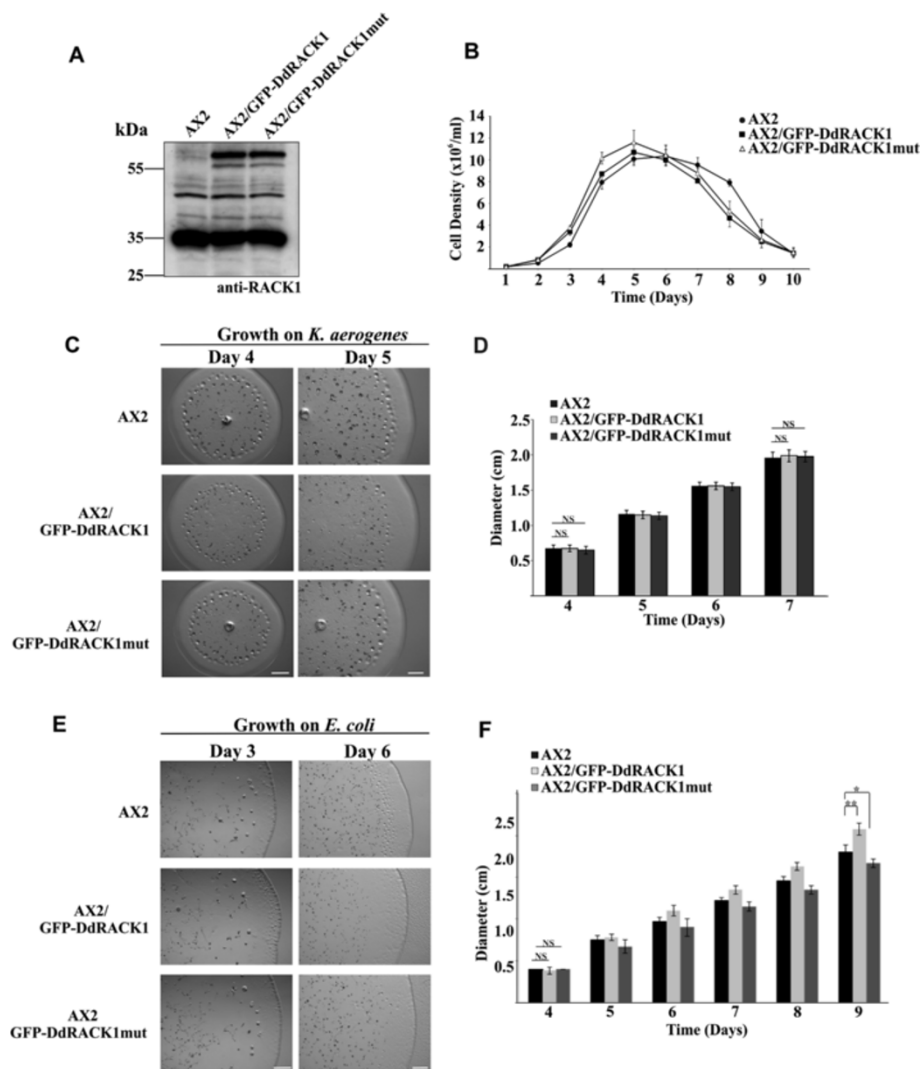 A
AX2
AX2/GFP-DdRACK1
AX2/GFP-DdRACK1mut
kDa
55
35
25
anti-RACK1
B
Cell Density (x10⁶/ml)
14
12
10
8
6
4
2
AX2
AX2/GFP-DdRACK1
AX2/GFP-DdRACK1mut
1 2 3 4 5 6 7 8 9 10
Time (Days)
C
Growth on K. aerogenes
Day 4 Day 5
AX2
AX2/
GFP-DdRACK1
AX2/
GFP-DdRACK1mut
D
AX2
AX2/GFP-DdRACK1
AX2/GFP-DdRACK1mut
Diameter (cm)
2.5
2.0
1.5
1.0
0.5
NS
NS
NS
NS
4 5 6 7
Time (Days)
E
Growth on E. coli
Day 3 Day 6
AX2
AX2/
GFP-DdRACK1
AX2
GFP-DdRACK1mut
F
AX2
AX2/GFP-DdRACK1
AX2/GFP-DdRACK1mut
Diameter (cm)
2.5
2.0
1.5
1.0
0.5
NS
NS
*
**
4 5 6 7 8 9
Time (Days)